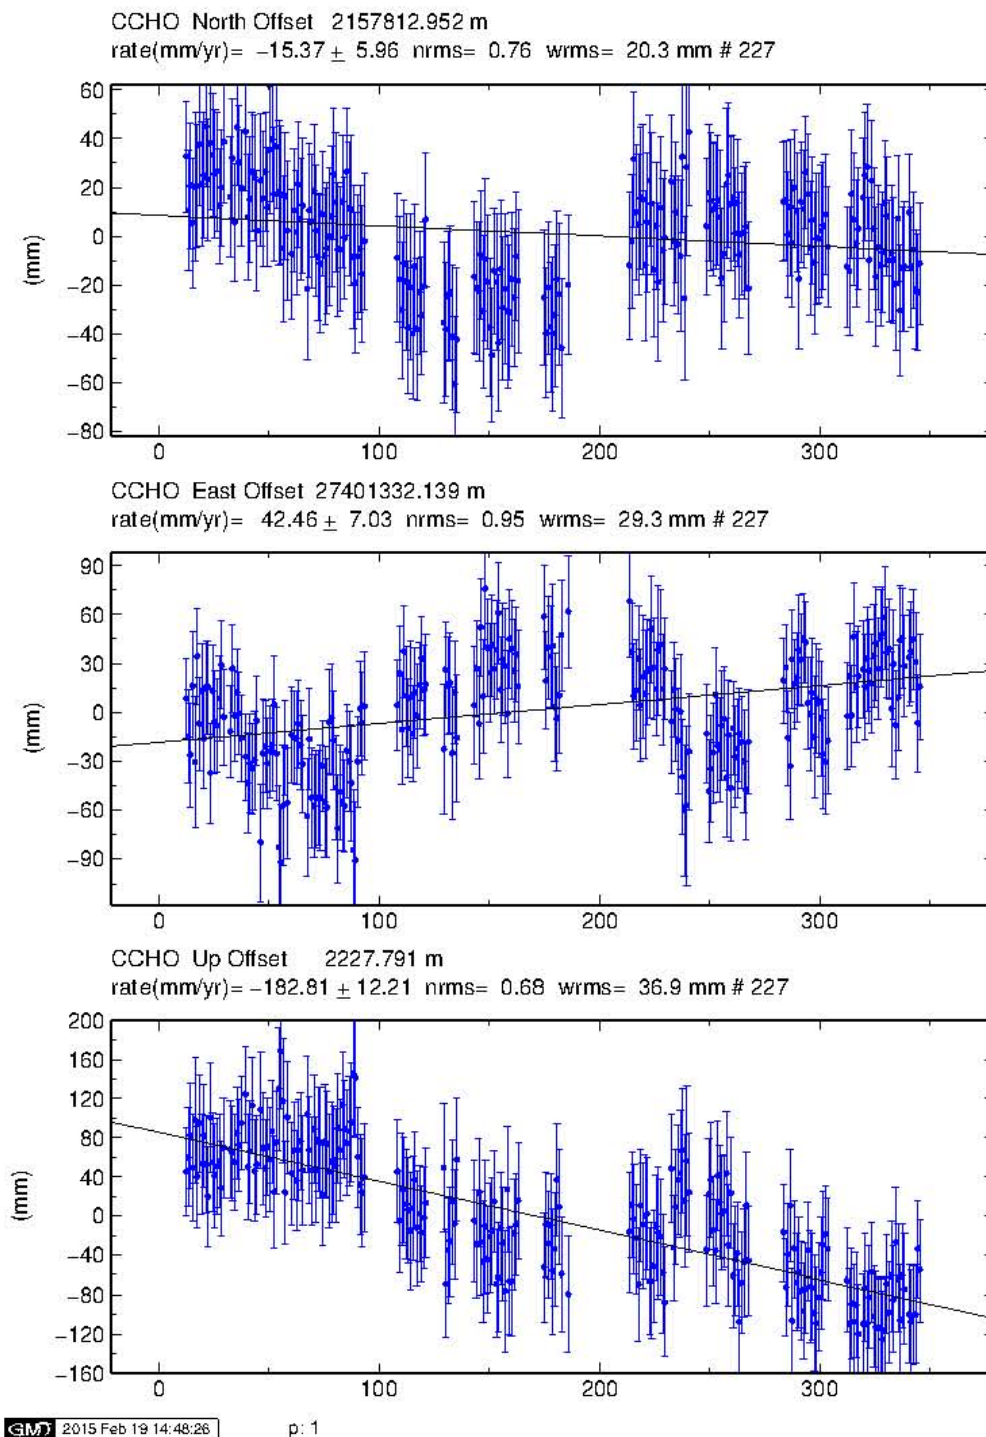 CCHO North Offset 2157812.952 m
rate(mm/yr)= −15.37 ± 5.96 nrms= 0.76 wrms= 20.3 mm # 227
60
40
20
0
−20
−40
−60
−80
(mm)
0 100 200 300
CCHO East Offset 27401332.139 m
rate(mm/yr)= 42.46 ± 7.03 nrms= 0.95 wrms= 29.3 mm # 227
90
60
30
0
−30
−60
−90
(mm)
0 100 200 300
CCHO Up Offset 2227.791 m
rate(mm/yr)= −182.81 ± 12.21 nrms= 0.68 wrms= 36.9 mm # 227
200
160
120
80
40
0
−40
−80
−120
−160
(mm)
0 100 200 300
GMT 2015 Feb 19 14:48:26 p: 1